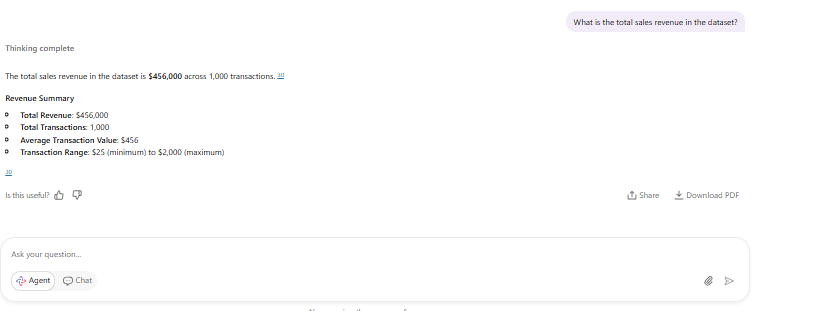 What is the total sales revenue in the dataset?
Thinking complete
The total sales revenue in the dataset is $456,000 across 1,000 transactions.
Revenue Summary
Total Revenue: $456,000
Total Transactions: 1,000
Average Transaction Value: $456
Transaction Range: $25 (minimum) to $2,000 (maximum)
Is this useful?
Share
Download PDF
Ask your question...
Agent
Chat